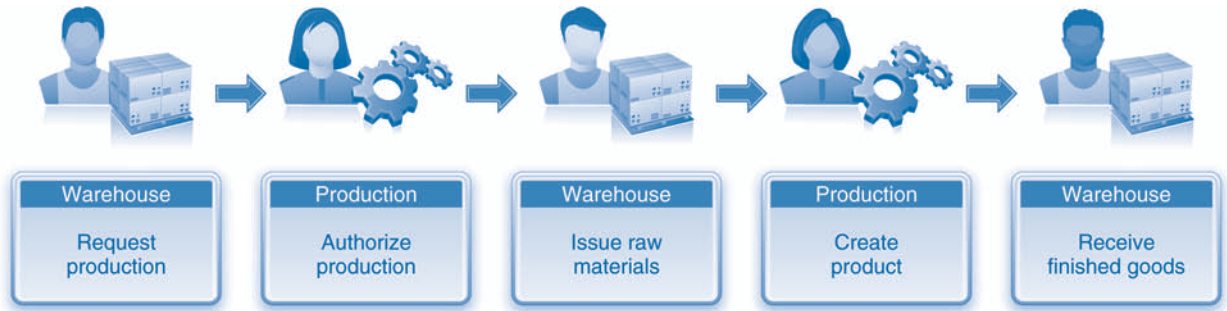 Warehouse
Request
production
Production
Authorize
production
Warehouse
Issue raw
materials
Production
Create
product
Warehouse
Receive
finished goods